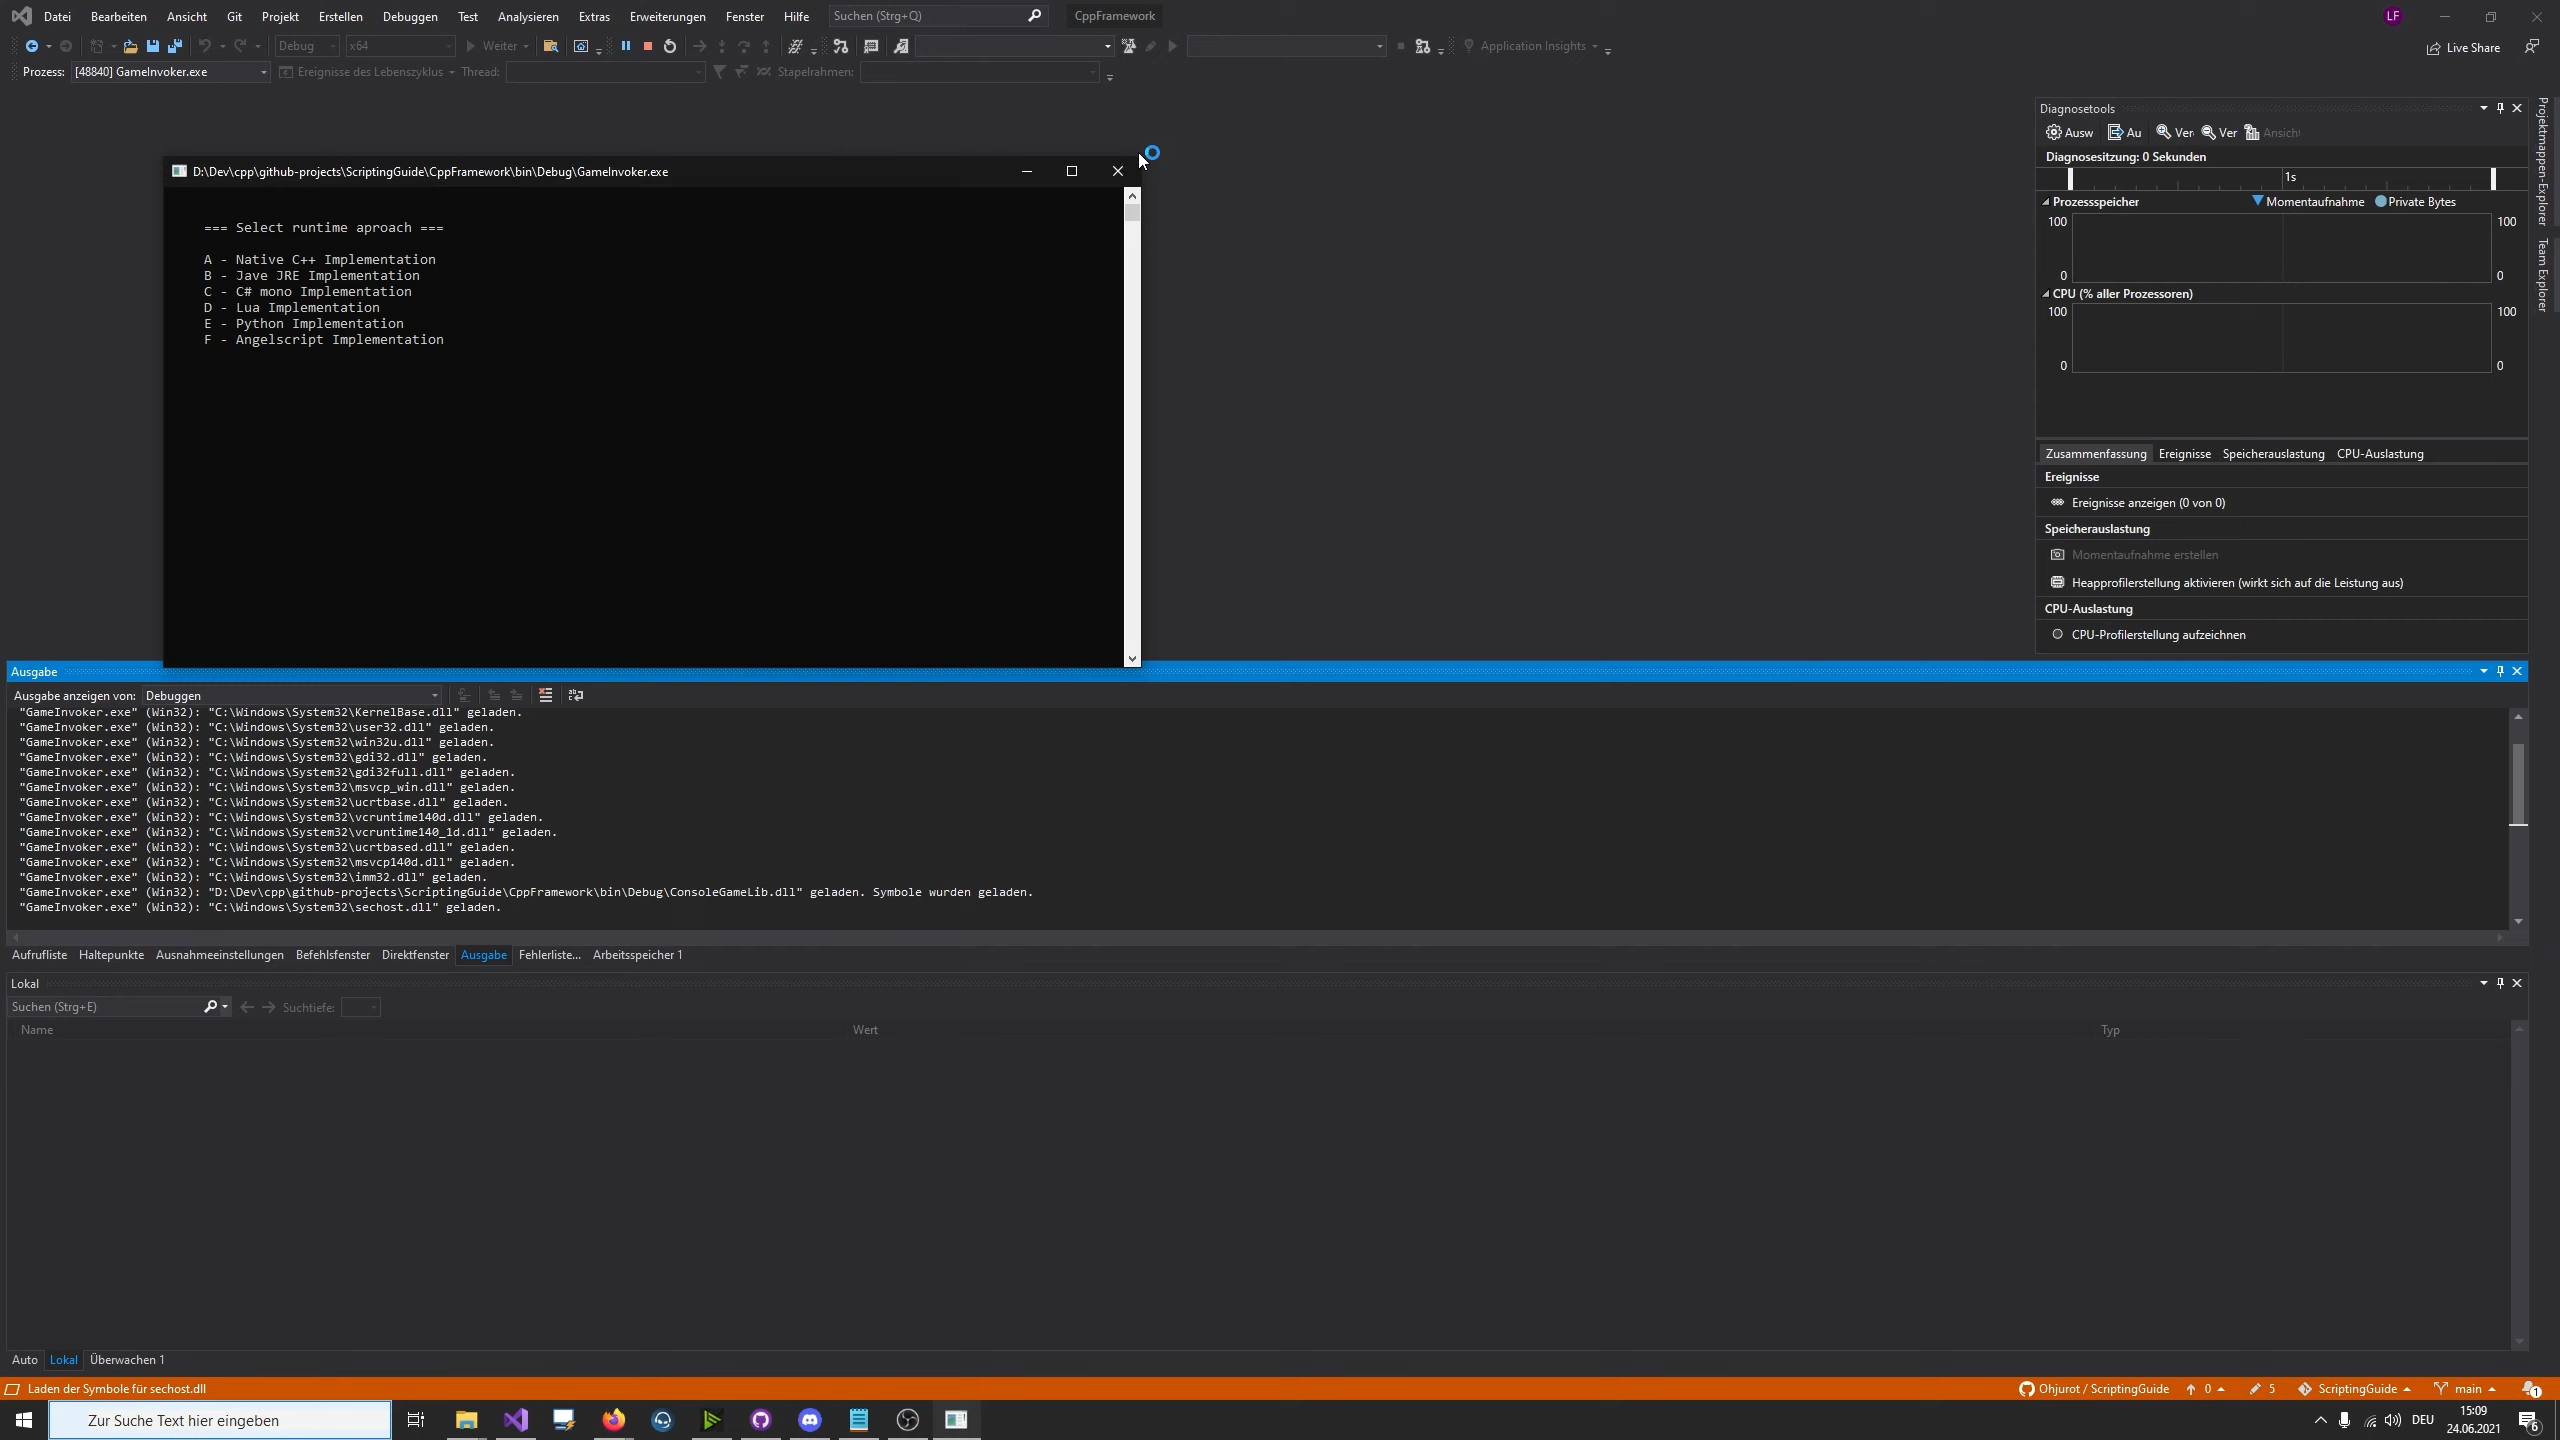 Datei Bearbeiten Ansicht Git Projekt Erstellen Debuggen Test Analysieren Extras Erweiterungen Fenster Hilfe Suchen (Strg+Q) CppFramework LF
Debug x64 Weiter Application Insights Live Share
Prozess: [48840] GameInvoker.exe Ereignisse des Lebenszyklus Thread: Stapelrahmen:
D:\Dev\cpp\github-projects\ScriptingGuide\CppFramework\bin\Debug\GameInvoker.exe
=== Select runtime aproach ===
A - Native C++ Implementation
B - Jave JRE Implementation
C - C# mono Implementation
D - Lua Implementation
E - Python Implementation
F - Angelscript Implementation
Diagnosetools
Ausw Au Ver Ver Ansicht
Diagnosesitzung: 0 Sekunden
1s
Prozessspeicher Momentaufnahme Private Bytes
100 100
0 0
CPU (% aller Prozessoren)
100 100
0 0
Zusammenfassung Ereignisse Speicherauslastung CPU-Auslastung
Ereignisse
Ereignisse anzeigen (0 von 0)
Speicherauslastung
Momentaufnahme erstellen
Heapprofilerstellung aktivieren (wirkt sich auf die Leistung aus)
CPU-Auslastung
CPU-Profilerstellung aufzeichnen
Projektmappen-Explorer
Team Explorer
Ausgabe
Ausgabe anzeigen von: Debuggen
"GameInvoker.exe" (Win32): "C:\Windows\System32\KernelBase.dll" geladen.
"GameInvoker.exe" (Win32): "C:\Windows\System32\user32.dll" geladen.
"GameInvoker.exe" (Win32): "C:\Windows\System32\win32u.dll" geladen.
"GameInvoker.exe" (Win32): "C:\Windows\System32\gdi32.dll" geladen.
"GameInvoker.exe" (Win32): "C:\Windows\System32\gdi32full.dll" geladen.
"GameInvoker.exe" (Win32): "C:\Windows\System32\msvcp_win.dll" geladen.
"GameInvoker.exe" (Win32): "C:\Windows\System32\ucrtbase.dll" geladen.
"GameInvoker.exe" (Win32): "C:\Windows\System32\vcruntime140d.dll" geladen.
"GameInvoker.exe" (Win32): "C:\Windows\System32\vcruntime140_1d.dll" geladen.
"GameInvoker.exe" (Win32): "C:\Windows\System32\ucrtbased.dll" geladen.
"GameInvoker.exe" (Win32): "C:\Windows\System32\msvcp140d.dll" geladen.
"GameInvoker.exe" (Win32): "C:\Windows\System32\imm32.dll" geladen.
"GameInvoker.exe" (Win32): "D:\Dev\cpp\github-projects\ScriptingGuide\CppFramework\bin\Debug\ConsoleGameLib.dll" geladen. Symbole wurden geladen.
"GameInvoker.exe" (Win32): "C:\Windows\System32\sechost.dll" geladen.
Aufrufliste Haltepunkte Ausnahmeeinstellungen Befehlsfenster Direktfenster Ausgabe Fehlerliste... Arbeitsspeicher 1
Lokal
Suchen (Strg+E) Suchtiefe:
Name Wert Typ
Auto Lokal Überwachen 1
Laden der Symbole für sechost.dll Ohjurot / ScriptingGuide 0 5 ScriptingGuide main 1
Zur Suche Text hier eingeben DEU 15:09
24.06.2021 6